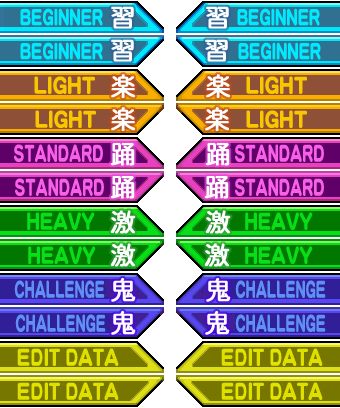 BEGINNER 習 習 BEGINNER
BEGINNER 習 習 BEGINNER
LIGHT 楽 楽 LIGHT
LIGHT 楽 楽 LIGHT
STANDARD 踊 踊 STANDARD
STANDARD 踊 踊 STANDARD
HEAVY 激 激 HEAVY
HEAVY 激 激 HEAVY
CHALLENGE 鬼 鬼 CHALLENGE
CHALLENGE 鬼 鬼 CHALLENGE
EDIT DATA EDIT DATA
EDIT DATA EDIT DATA